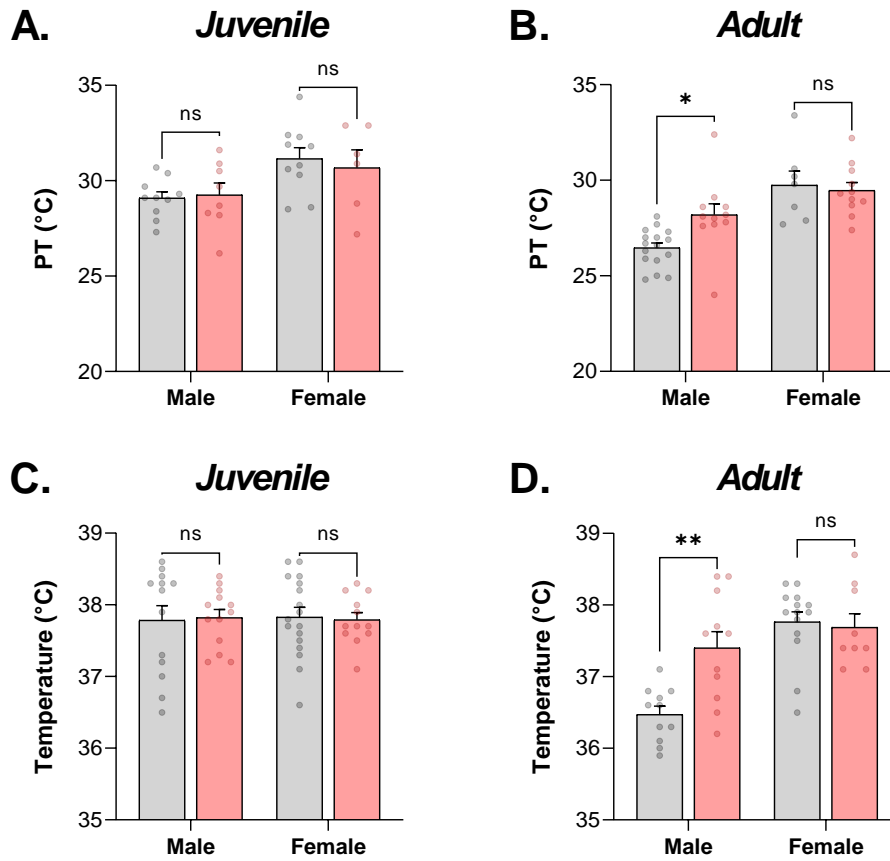 A. Juvenile
PT (°C)
35
30
25
20
ns
ns
Male
Female
B. Adult
PT (°C)
35
30
25
20
*
ns
Male
Female
C. Juvenile
Temperature (°C)
39
38
37
36
35
ns
ns
Male
Female
D. Adult
Temperature (°C)
39
38
37
36
35
**
ns
Male
Female